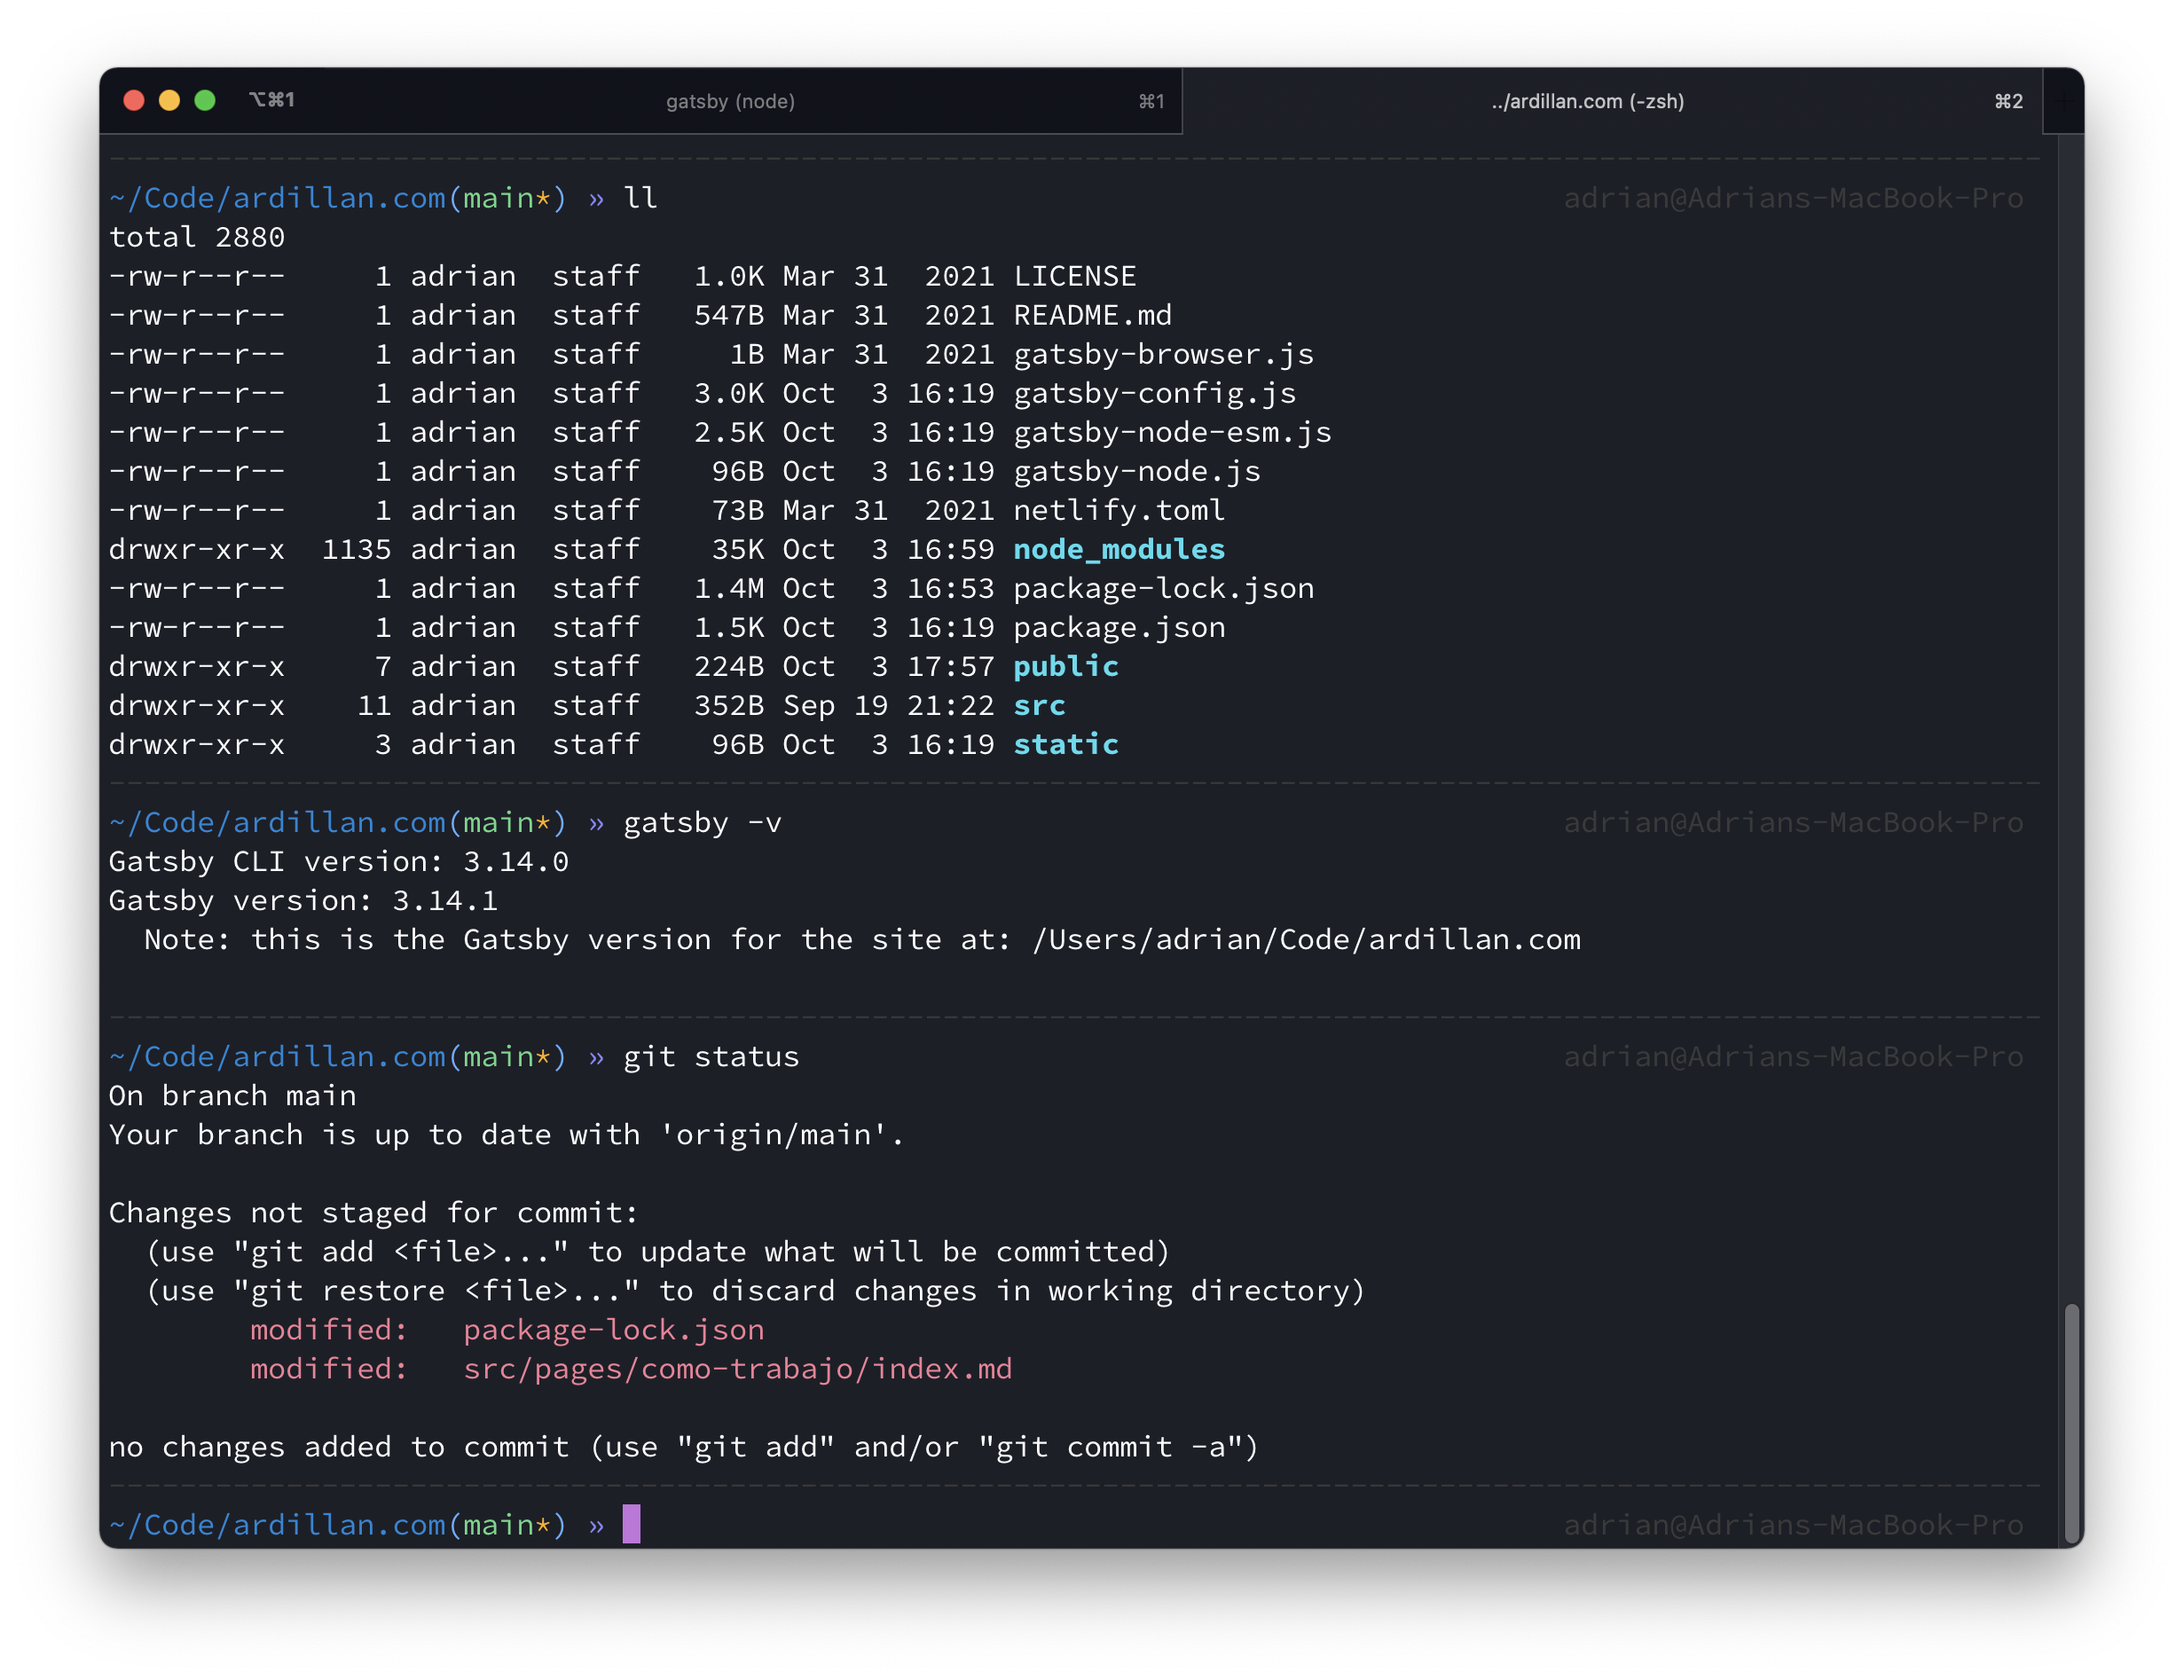 ⌥⌘1 gatsby (node) ⌘1 ../ardillan.com (-zsh) ⌘2
~/Code/ardillan.com(main*) » ll adrian@Adrians-MacBook-Pro
total 2880
-rw-r--r--     1 adrian  staff   1.0K Mar 31  2021 LICENSE
-rw-r--r--     1 adrian  staff   547B Mar 31  2021 README.md
-rw-r--r--     1 adrian  staff     1B Mar 31  2021 gatsby-browser.js
-rw-r--r--     1 adrian  staff   3.0K Oct  3 16:19 gatsby-config.js
-rw-r--r--     1 adrian  staff   2.5K Oct  3 16:19 gatsby-node-esm.js
-rw-r--r--     1 adrian  staff    96B Oct  3 16:19 gatsby-node.js
-rw-r--r--     1 adrian  staff    73B Mar 31  2021 netlify.toml
drwxr-xr-x  1135 adrian  staff    35K Oct  3 16:59 node_modules
-rw-r--r--     1 adrian  staff   1.4M Oct  3 16:53 package-lock.json
-rw-r--r--     1 adrian  staff   1.5K Oct  3 16:19 package.json
drwxr-xr-x     7 adrian  staff   224B Oct  3 17:57 public
drwxr-xr-x    11 adrian  staff   352B Sep 19 21:22 src
drwxr-xr-x     3 adrian  staff    96B Oct  3 16:19 static
~/Code/ardillan.com(main*) » gatsby -v adrian@Adrians-MacBook-Pro
Gatsby CLI version: 3.14.0
Gatsby version: 3.14.1
  Note: this is the Gatsby version for the site at: /Users/adrian/Code/ardillan.com
~/Code/ardillan.com(main*) » git status adrian@Adrians-MacBook-Pro
On branch main
Your branch is up to date with 'origin/main'.
Changes not staged for commit:
  (use "git add <file>..." to update what will be committed)
  (use "git restore <file>..." to discard changes in working directory)
        modified:   package-lock.json
        modified:   src/pages/como-trabajo/index.md
no changes added to commit (use "git add" and/or "git commit -a")
~/Code/ardillan.com(main*) » adrian@Adrians-MacBook-Pro